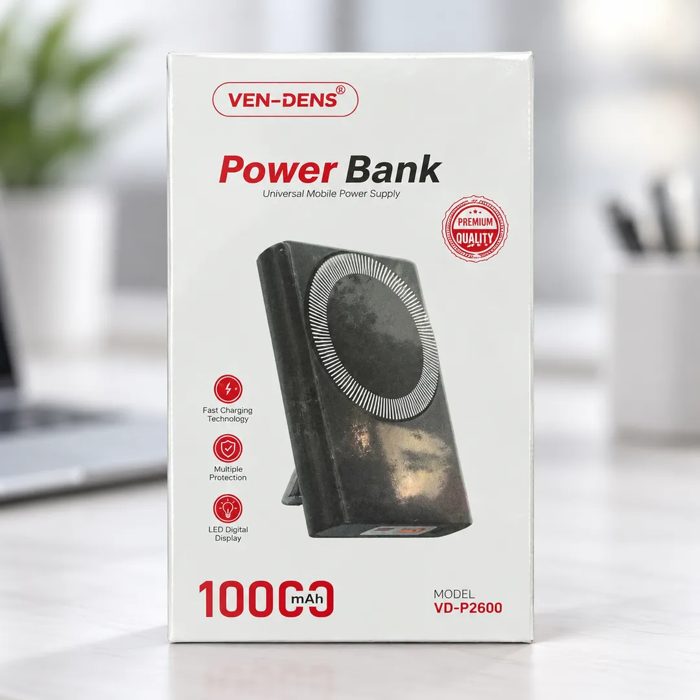 VEN-DENS®
Power Bank
Universal Mobile Power Supply
PREMIUM
QUALITY
Fast Charging
Technology
Multiple
Protection
LED Digital
Display
10000 mAh
MODEL
VD-P2600